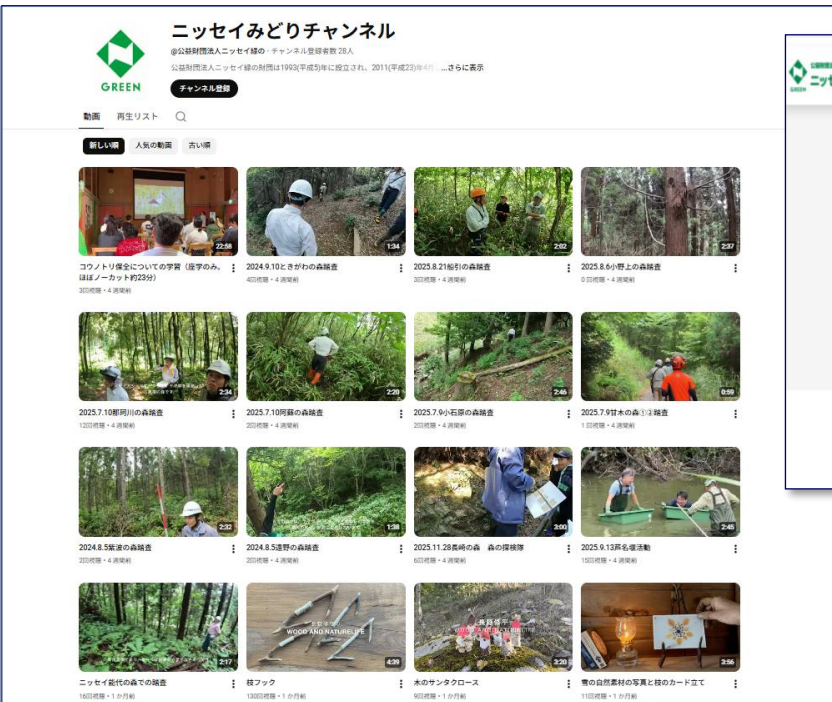 ニッセイみどりチャンネル
@公益財団法人ニッセイ緑の・チャンネル登録者数 28人
公益財団法人ニッセイ緑の財団は1993(平成5)年に設立され、2011(平成23)年4月 ...さらに表示
チャンネル登録
GREEN
動画 再生リスト
新しい順 人気の動画 古い順
22:58
1:34
2:02
2:37
コウノトリ保全についての学習（座学のみ。
ほぼノーカット約23分）
3回視聴・4 週間前
2024.9.10ときがわの森踏査
4回視聴・4 週間前
2025.8.21船引の森踏査
3回視聴・4 週間前
2025.8.6小野上の森踏査
0 回視聴・4 週間前
2:34
2:20
2:46
0:59
2025.7.10那珂川の森踏査
12回視聴・4 週間前
2025.7.10阿蘇の森踏査
2回視聴・4 週間前
2025.7.9小石原の森踏査
2回視聴・4 週間前
2025.7.9甘木の森①②踏査
1 回視聴・4 週間前
2:32
1:38
3:00
2:45
2024.8.5紫波の森踏査
2回視聴・4 週間前
2024.8.5遠野の森踏査
2回視聴・4 週間前
2025.11.28長崎の森 森の探検隊
6回視聴・4 週間前
2025.9.13芦名堰活動
15回視聴・4 週間前
2:17
WOOD AND NATURELIFE
4:39
長野修平
3:20
3:56
ニッセイ能代の森での踏査
16回視聴・1 か月前
枝フック
130回視聴・1 か月前
木のサンタクロース
9回視聴・1 か月前
雪の自然素材の写真と枝のカード立て
11回視聴・1 か月前